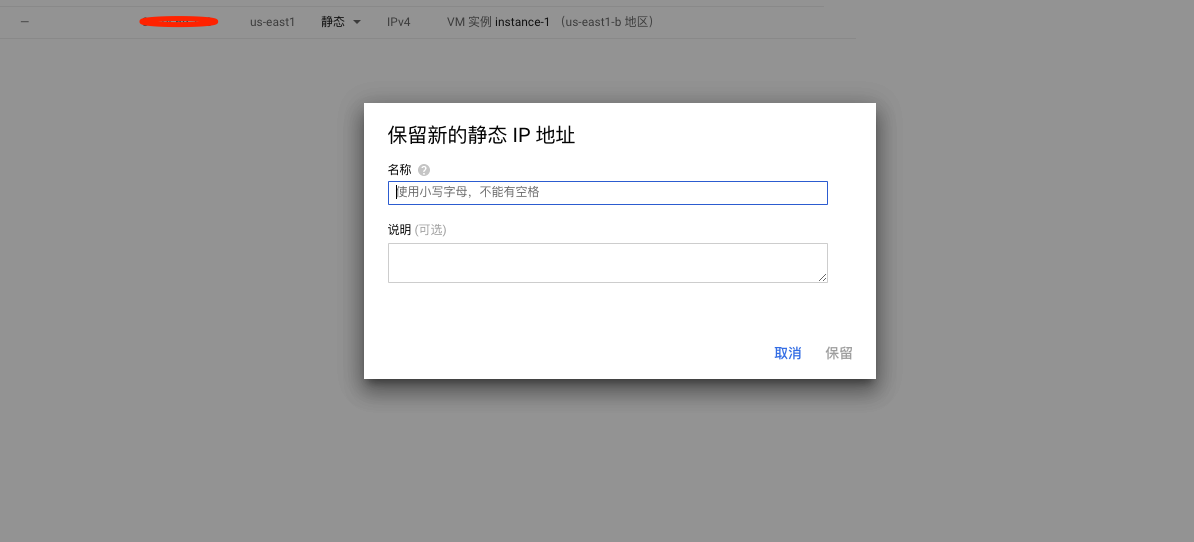 — us-east1 静态 IPv4 VM 实例 instance-1 （us-east1-b 地区）
保留新的静态 IP 地址
名称 ?
使用小写字母，不能有空格
说明 (可选)
取消 保留